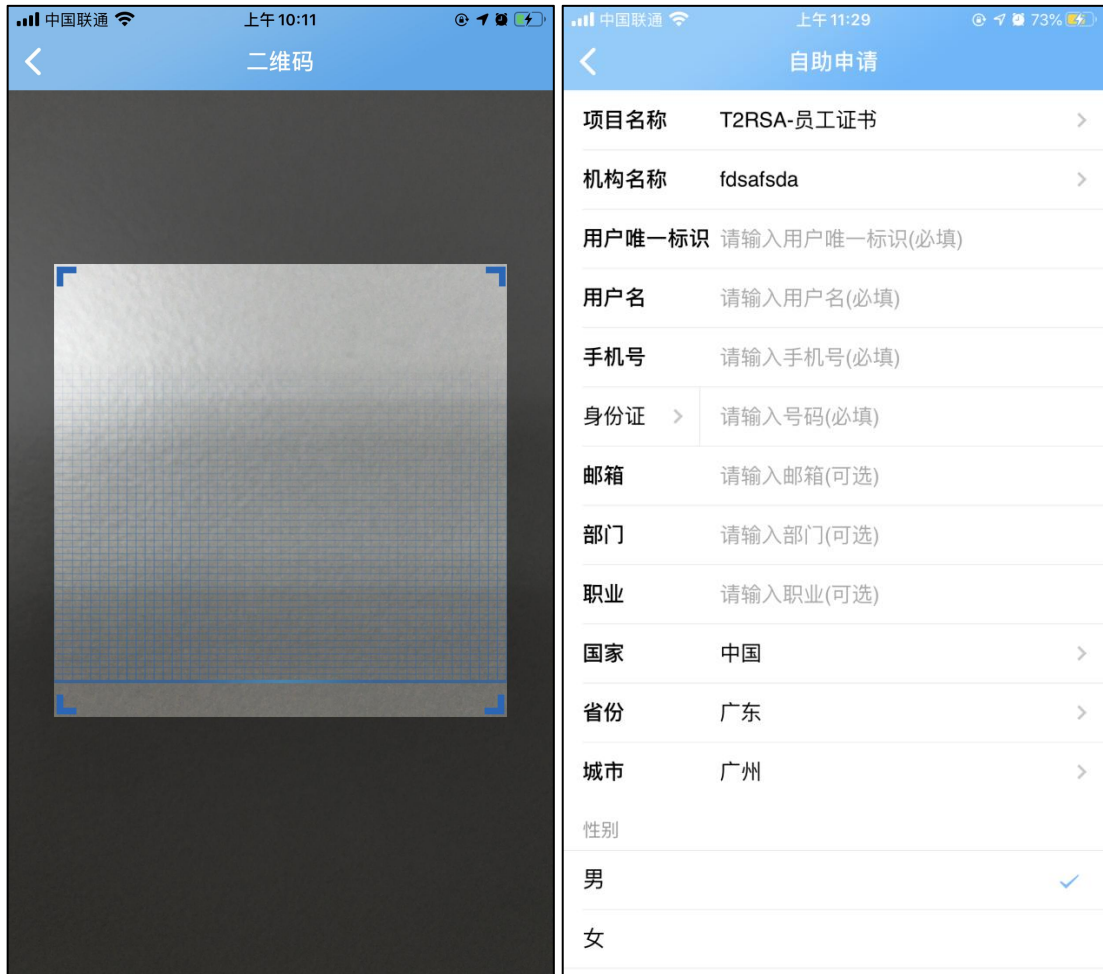 中国联通 上午10:11
二维码
中国联通 上午11:29 73%
自助申请
项目名称 T2RSA-员工证书
机构名称 fdsafsda
用户唯一标识 请输入用户唯一标识(必填)
用户名 请输入用户名(必填)
手机号 请输入手机号(必填)
身份证 请输入号码(必填)
邮箱 请输入邮箱(可选)
部门 请输入部门(可选)
职业 请输入职业(可选)
国家 中国
省份 广东
城市 广州
性别
男
女